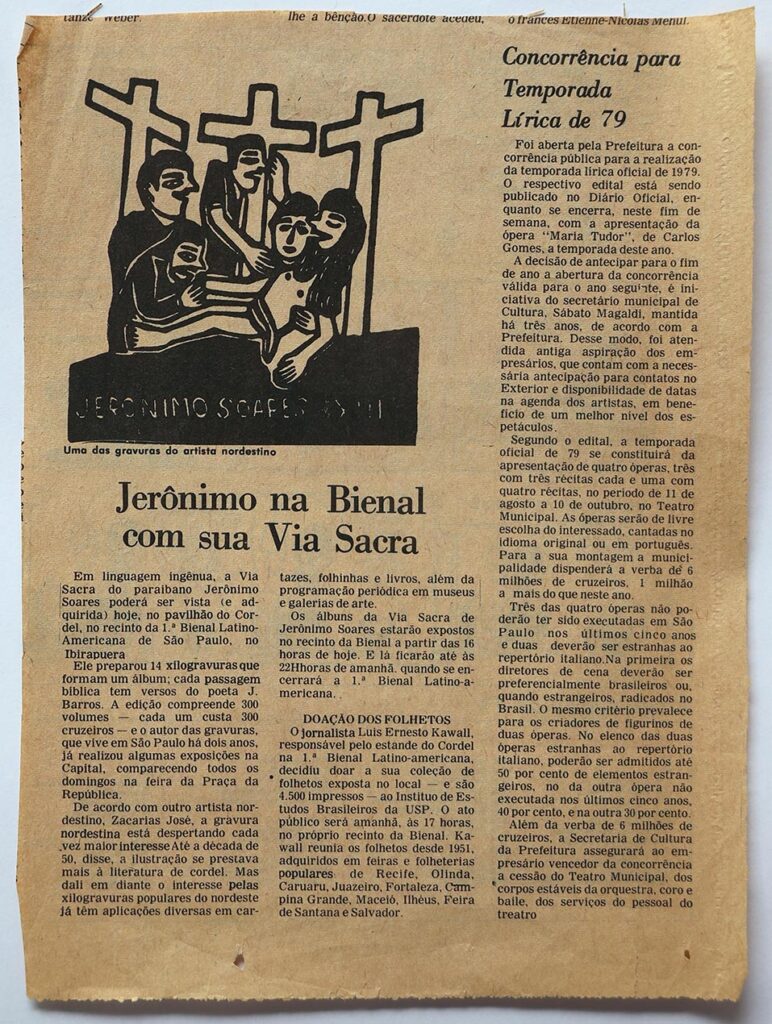 lhe a bênção.O sacerdote acedeu,
o francês Etienne-Nicolas Mehul.
JERONIMO SOARES
Uma das gravuras do artista nordestino
Jerônimo na Bienal
com sua Via Sacra
Em linguagem ingênua, a Via
Sacra do paraibano Jerônimo
Soares poderá ser vista (e ad-
quirida) hoje, no pavilhão do Cor-
del, no recinto da 1.ª Bienal Latino-
Americana de São Paulo, no
Ibirapuera
Ele preparou 14 xilogravuras que
formam um álbum; cada passagem
bíblica tem versos do poeta J.
Barros. A edição compreende 300
volumes — cada um custa 300
cruzeiros — e o autor das gravuras,
que vive em São Paulo há dois anos,
já realizou algumas exposições na
Capital, comparecendo todos os
domingos na feira da Praça da
República.
De acordo com outro artista nor-
destino, Zacarias José, a gravura
nordestina está despertando cada
vez maior interesse Até a década de
50, disse, a ilustração se prestava
mais à literatura de cordel. Mas
dali em diante o interesse pelas
xilogravuras populares do nordeste
já têm aplicações diversas em car-
tazes, folhinhas e livros, além da
programação periódica em museus
e galerias de arte.
Os álbuns da Via Sacra de
Jerônimo Soares estarão expostos
no recinto da Bienal a partir das 16
horas de hoje. E lá ficarão até às
22Hhoras de amanhã. quando se en-
cerrará a 1.ª Bienal Latino-a-
mericana.
DOAÇÃO DOS FOLHETOS
O jornalista Luis Ernesto Kawall,
responsável pelo estande do Cordel
na 1.ª Bienal Latino-americana,
decidiu doar a sua coleção de
folhetos exposta no local — e são
4.500 impressos — ao Instituto de Es-
tudos Brasileiros da USP. O ato
público será amanhã, às 17 horas,
no próprio recinto da Bienal. Ka-
wall reunia os folhetos desde 1951,
adquiridos em feiras e folheterias
populares de Recife, Olinda,
Caruaru, Juazeiro, Fortaleza, Cam-
pina Grande, Maceió, Ilhéus, Feira
de Santana e Salvador.
Concorrência para
Temporada
Lírica de 79
Foi aberta pela Prefeitura a con-
corrência pública para a realização
da temporada lírica oficial de 1979.
O respectivo edital está sendo
publicado no Diário Oficial, en-
quanto se encerra, neste fim de
semana, com a apresentação da
ópera "Maria Tudor", de Carlos
Gomes, a temporada deste ano.
A decisão de antecipar para o fim
de ano a abertura da concorrência
válida para o ano seguinte, é ini-
ciativa do secretário municipal de
Cultura, Sábato Magaldi, mantida
há três anos, de acordo com a
Prefeitura. Desse modo, foi aten-
dida antiga aspiração dos em-
presários, que contam com a neces-
sária antecipação para contatos no
Exterior e disponibilidade de datas
na agenda dos artistas, em bene-
fício de um melhor nível dos es-
petáculos.
Segundo o edital, a temporada
oficial de 79 se constituirá da
apresentação de quatro óperas, três
com três récitas cada e uma com
quatro récitas, no período de 11 de
agosto a 10 de outubro, no Teatro
Municipal. As óperas serão de livre
escolha do interessado, cantadas no
idioma original ou em português.
Para a sua montagem a munici-
palidade dispenderá a verba de 6
milhões de cruzeiros, 1 milhão
a mais do que neste ano.
Três das quatro óperas não po-
derão ter sido executadas em São
Paulo nos últimos cinco anos
e duas deverão ser estranhas ao
repertório italiano.Na primeira os
diretores de cena deverão ser
preferencialmente brasileiros ou,
quando estrangeiros, radicados no
Brasil. O mesmo critério prevalece
para os criadores de figurinos de
duas óperas. No elenco das duas
óperas estranhas ao repertório
italiano, poderão ser admitidos até
50 por cento de elementos estran-
geiros, no da outra ópera não
executada nos últimos cinco anos,
40 por cento, e na outra 30 por cento.
Além da verba de 6 milhões de
cruzeiros, a Secretaria de Cultura
da Prefeitura assegurará ao em-
presário vencedor da concorrência
a cessão do Teatro Municipal, dos
corpos estáveis da orquestra, coro e
baile, dos serviços do pessoal do
treatro